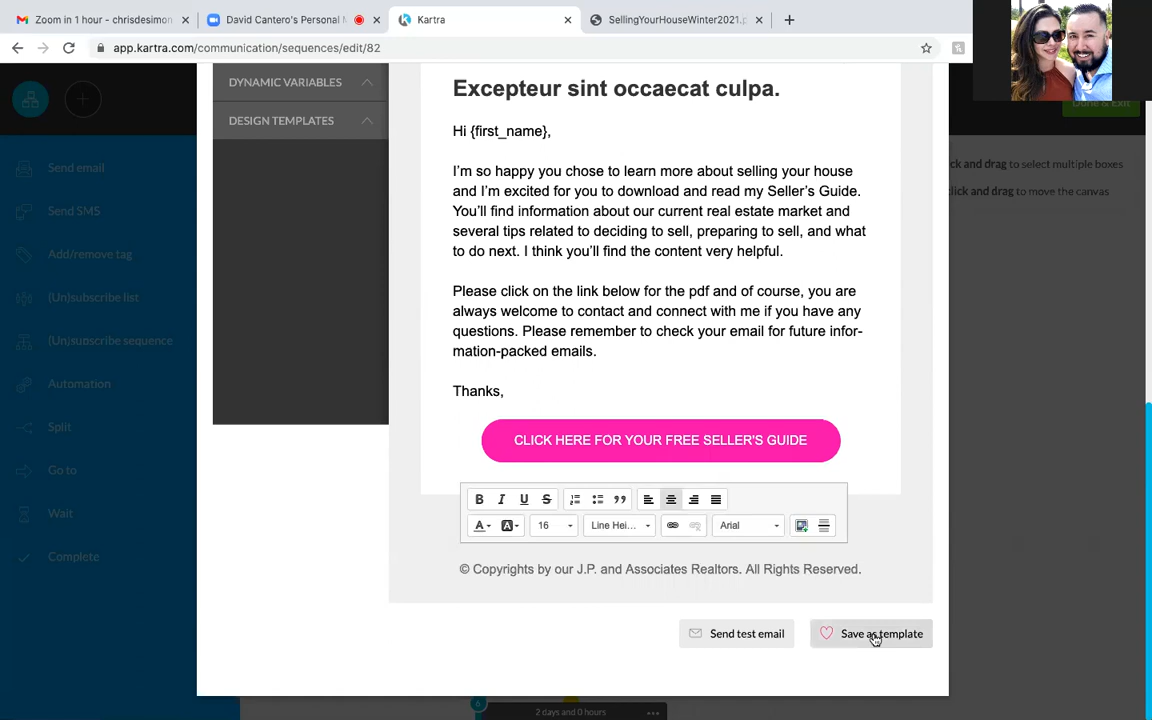 Zoom in 1 hour - chrisdesimon
David Cantero's Personal M
Kartra
SellingYourHouseWinter2021.p
app.kartra.com/communication/sequences/edit/82
Done & Exit
DYNAMIC VARIABLES
DESIGN TEMPLATES
Send email
Send SMS
Add/remove tag
(Un)subscribe list
(Un)subscribe sequence
Automation
Split
Go to
Wait
Complete
ck and drag to select multiple boxes
lick and drag to move the canvas
Excepteur sint occaecat culpa.
Hi {first_name},
I'm so happy you chose to learn more about selling your house
and I'm excited for you to download and read my Seller's Guide.
You'll find information about our current real estate market and
several tips related to deciding to sell, preparing to sell, and what
to do next. I think you'll find the content very helpful.
Please click on the link below for the pdf and of course, you are
always welcome to contact and connect with me if you have any
questions. Please remember to check your email for future infor-
mation-packed emails.
Thanks,
CLICK HERE FOR YOUR FREE SELLER'S GUIDE
B I U S
A A 16 Line Hei... Arial
© Copyrights by our J.P. and Associates Realtors. All Rights Reserved.
Send test email
Save as template
2 days and 0 hours